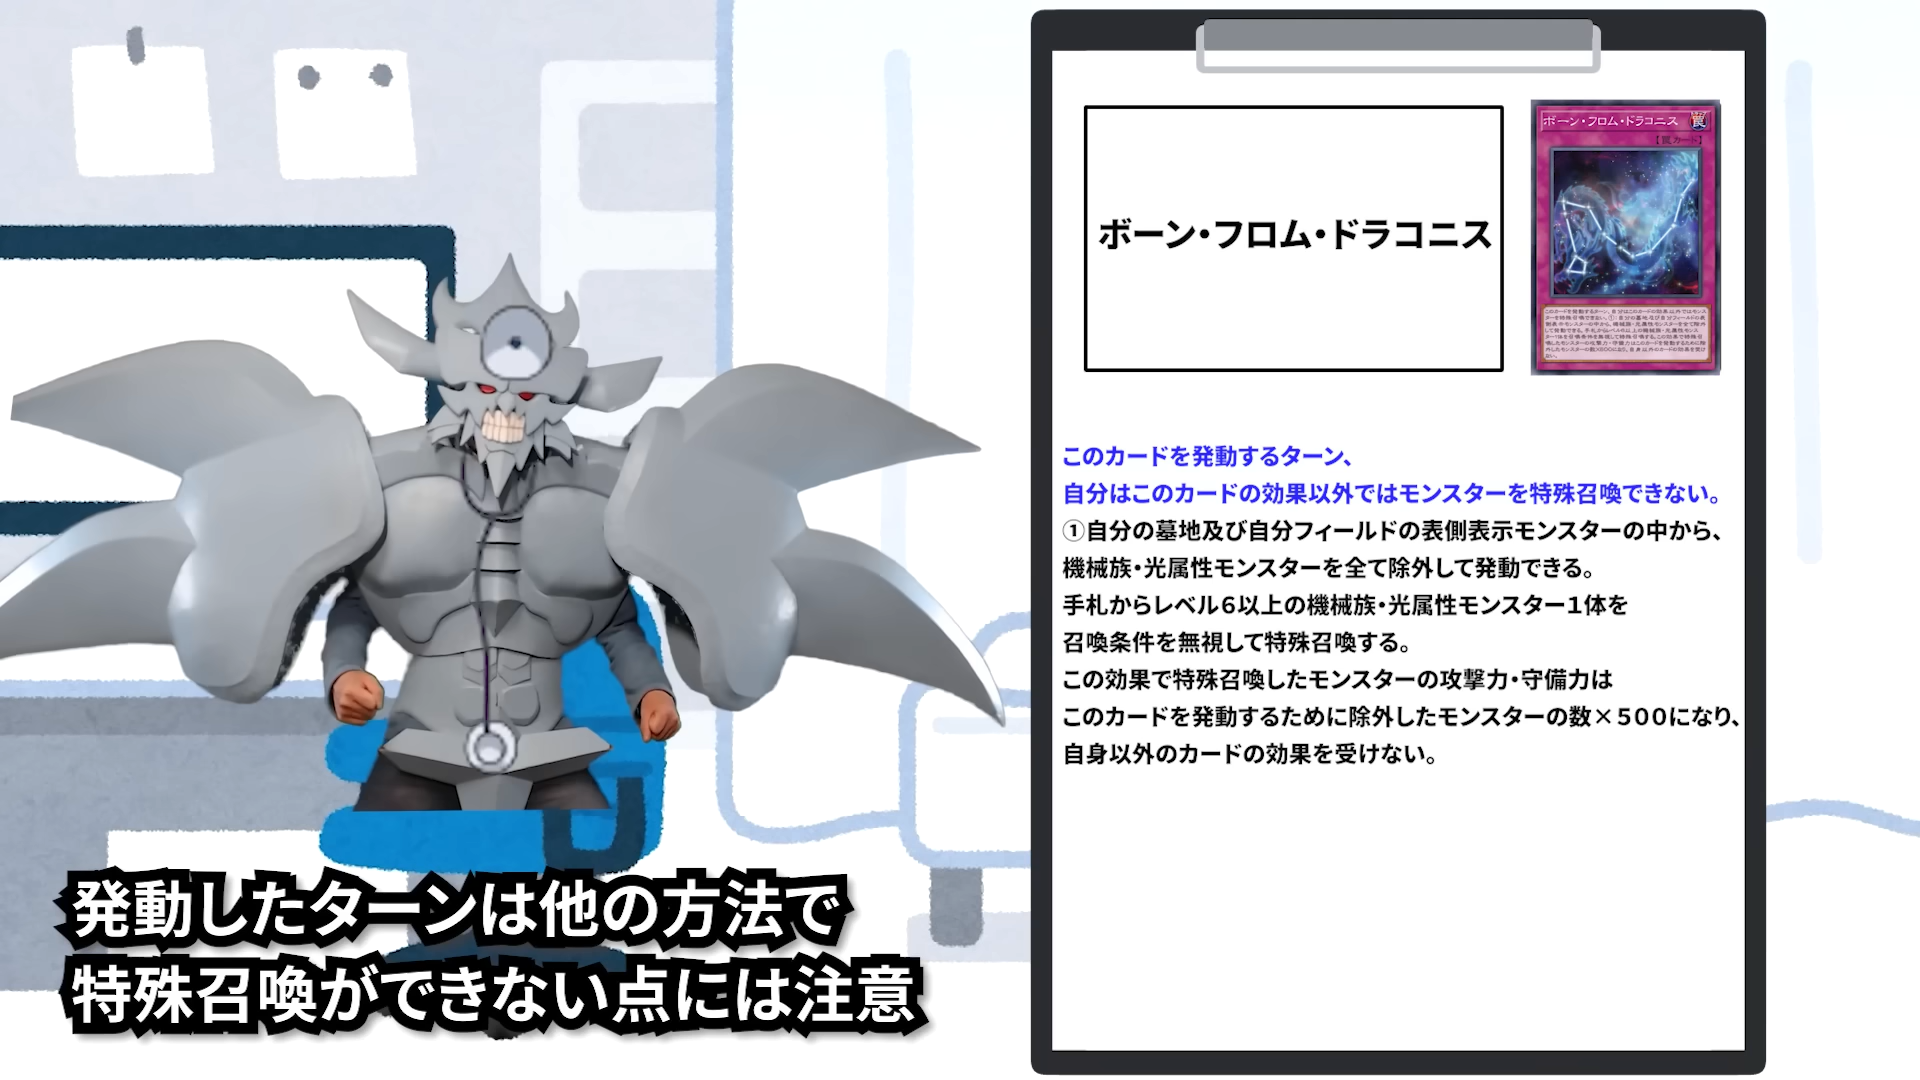 ボーン・フロム・ドラコニス
ボーン・フロム・ドラコニス 罠
【罠カード】
このカードを発動するターン、
自分はこのカードの効果以外ではモンスターを特殊召喚できない。
①自分の墓地及び自分フィールドの表側表示モンスターの中から、
機械族・光属性モンスターを全て除外して発動できる。
手札からレベル６以上の機械族・光属性モンスター１体を
召喚条件を無視して特殊召喚する。
この効果で特殊召喚したモンスターの攻撃力・守備力は
このカードを発動するために除外したモンスターの数×５００になり、
自身以外のカードの効果を受けない。
発動したターンは他の方法で
特殊召喚ができない点には注意